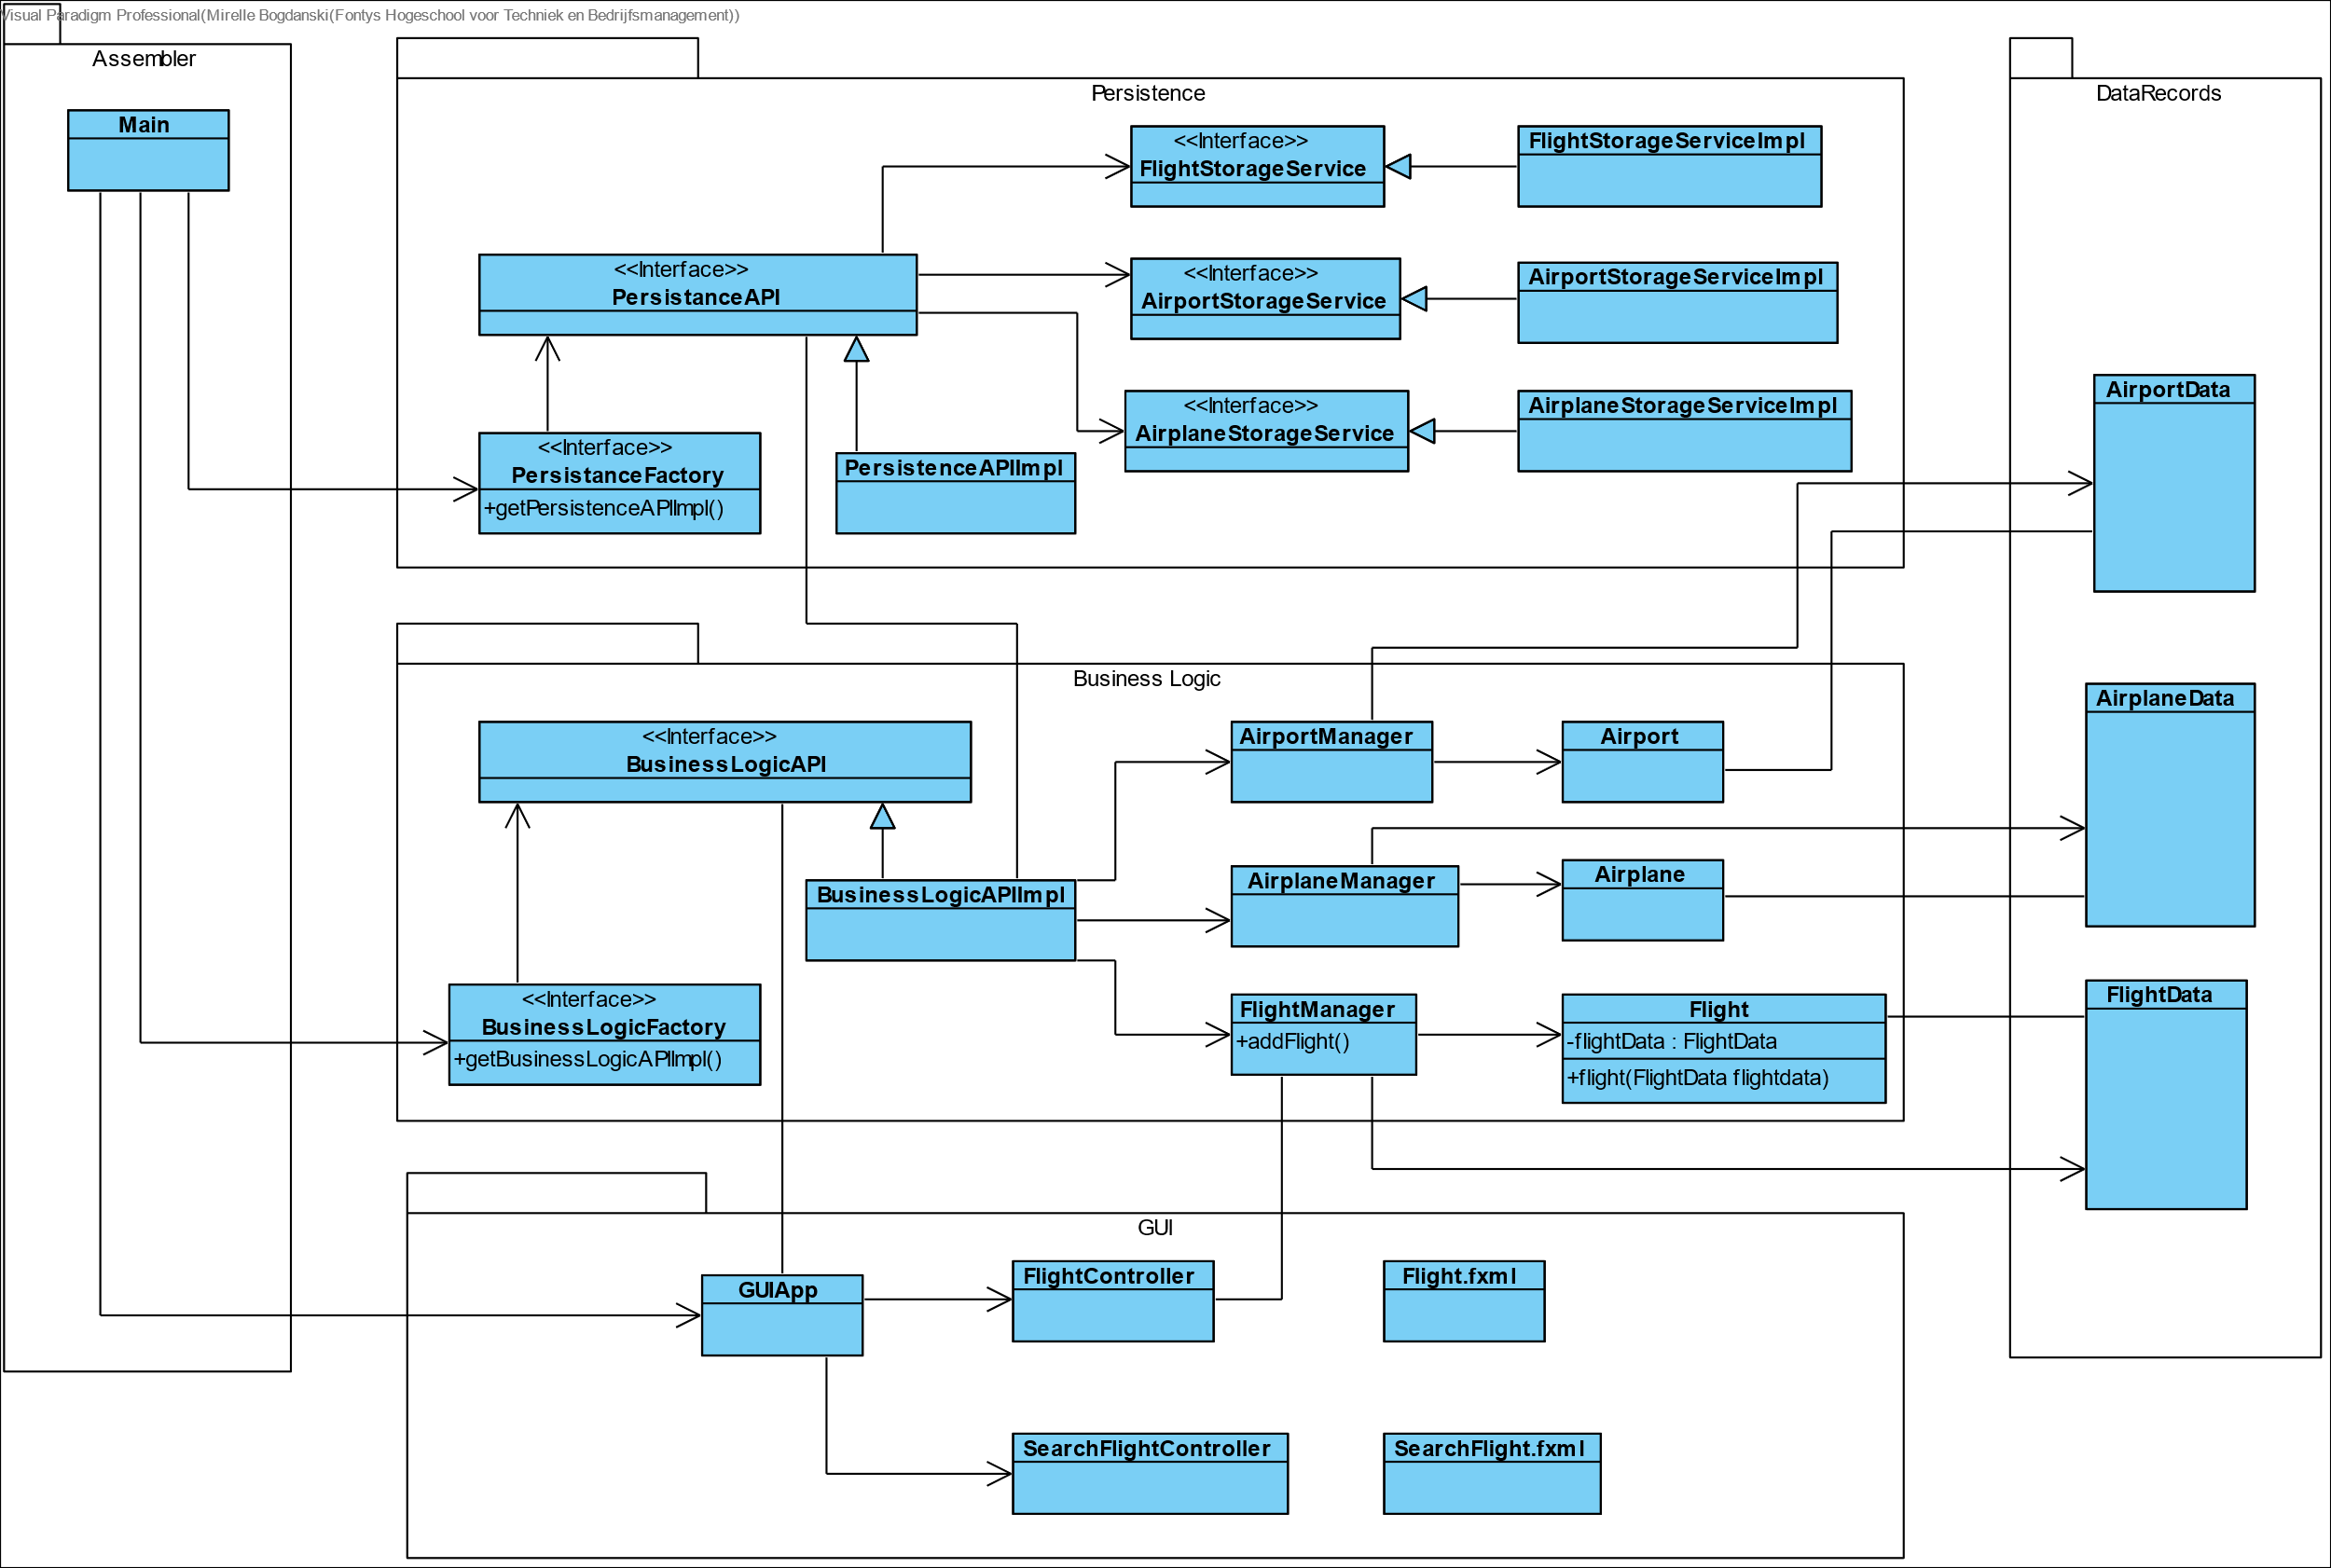 Visual Paradigm Professional(Mirelle Bogdanski(Fontys Hogeschool voor Techniek en Bedrijfsmanagement))
Assembler
Main
Persistence
<<Interface>>
FlightStorageService
FlightStorageServiceImpl
<<Interface>>
PersistanceAPI
<<Interface>>
AirportStorageService
AirportStorageServiceImpl
<<Interface>>
AirplaneStorageService
AirplaneStorageServiceImpl
<<Interface>>
PersistanceFactory
+getPersistenceAPIImpl()
PersistenceAPIImpl
DataRecords
AirportData
AirplaneData
FlightData
Business Logic
<<Interface>>
BusinessLogicAPI
AirportManager
Airport
BusinessLogicAPIImpl
AirplaneManager
Airplane
<<Interface>>
BusinessLogicFactory
+getBusinessLogicAPIImpl()
FlightManager
+addFlight()
Flight
-flightData : FlightData
+flight(FlightData flightdata)
GUI
GUIApp
FlightController
Flight.fxml
SearchFlightController
SearchFlight.fxml